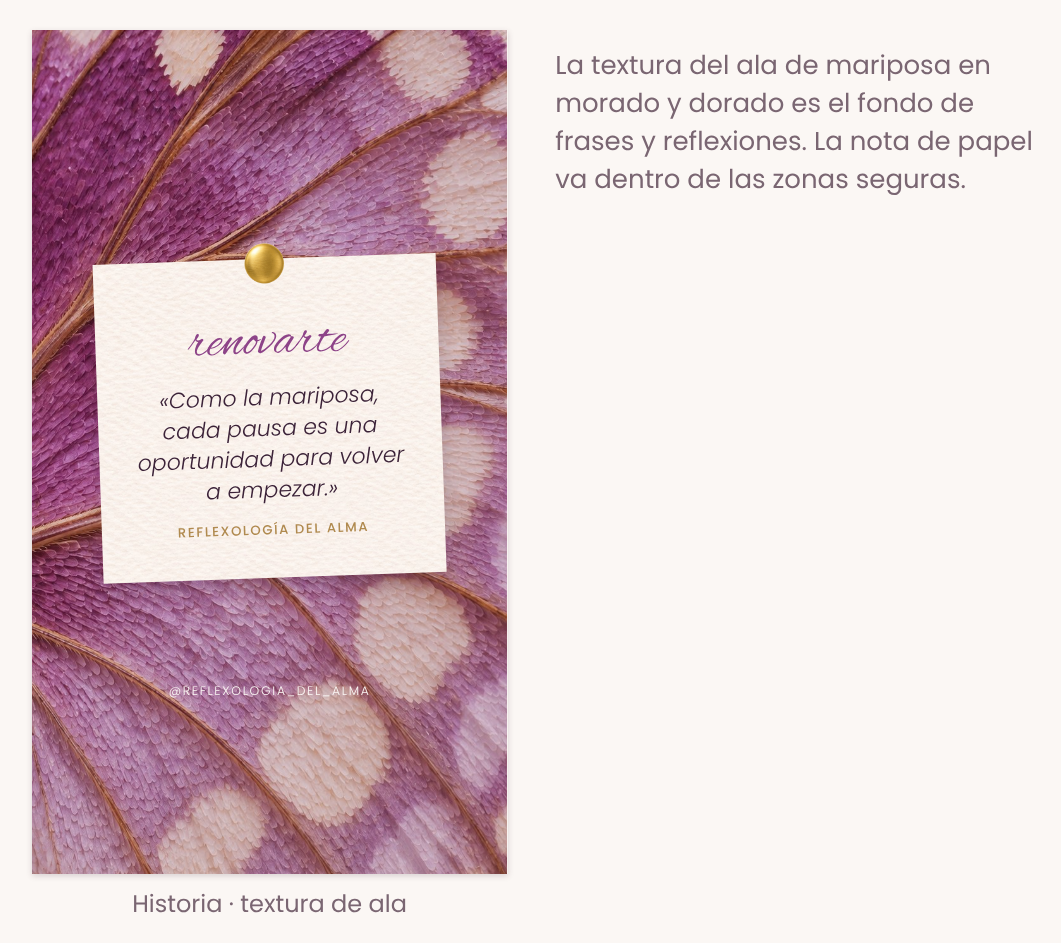 renovarte
«Como la mariposa,
cada pausa es una
oportunidad para volver
a empezar.»
REFLEXOLOGÍA DEL ALMA
@REFLEXOLOGIA_DEL_ALMA
Historia · textura de ala
La textura del ala de mariposa en
morado y dorado es el fondo de
frases y reflexiones. La nota de papel
va dentro de las zonas seguras.